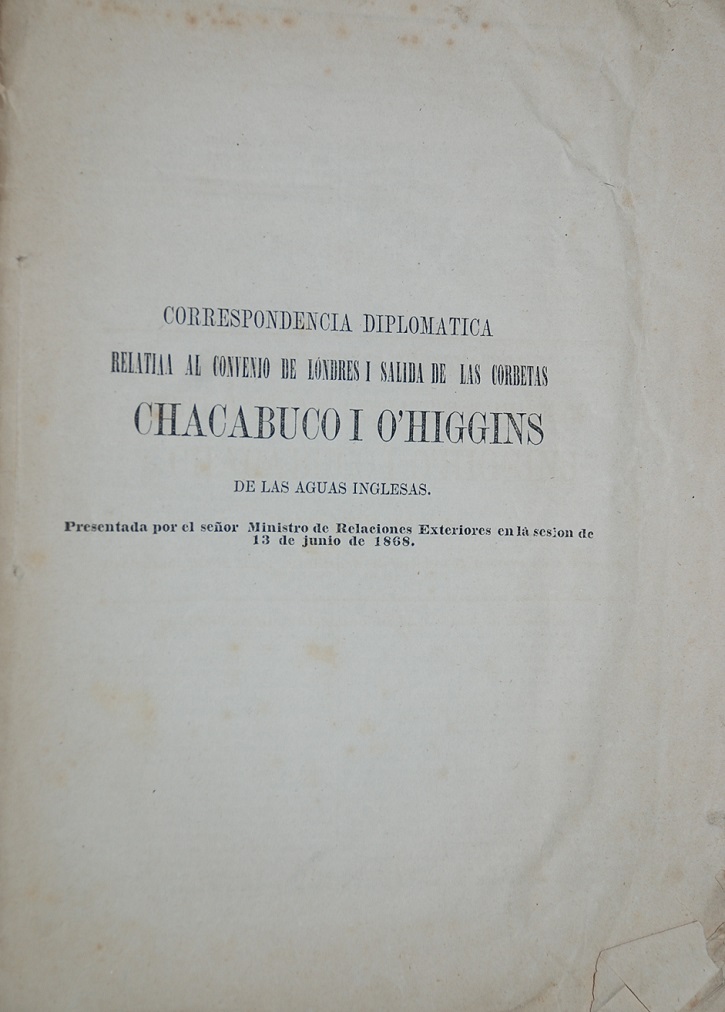 CORRESPONDENCIA DIPLOMATICA
RELATIAA AL CONVENIO DE LÓNDRES I SALIDA DE LAS CORBETAS
CHACABUCO I O'HIGGINS
DE LAS AGUAS INGLESAS.
Presentada por el señor Ministro de Relaciones Exteriores en la sesion de
13 de junio de 1868.